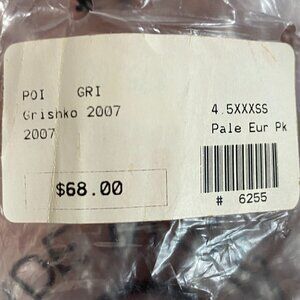 POI GRI
Grishko 2007
2007
4.5XXXSS
Pale Eur Pk
$68.00
# 6255